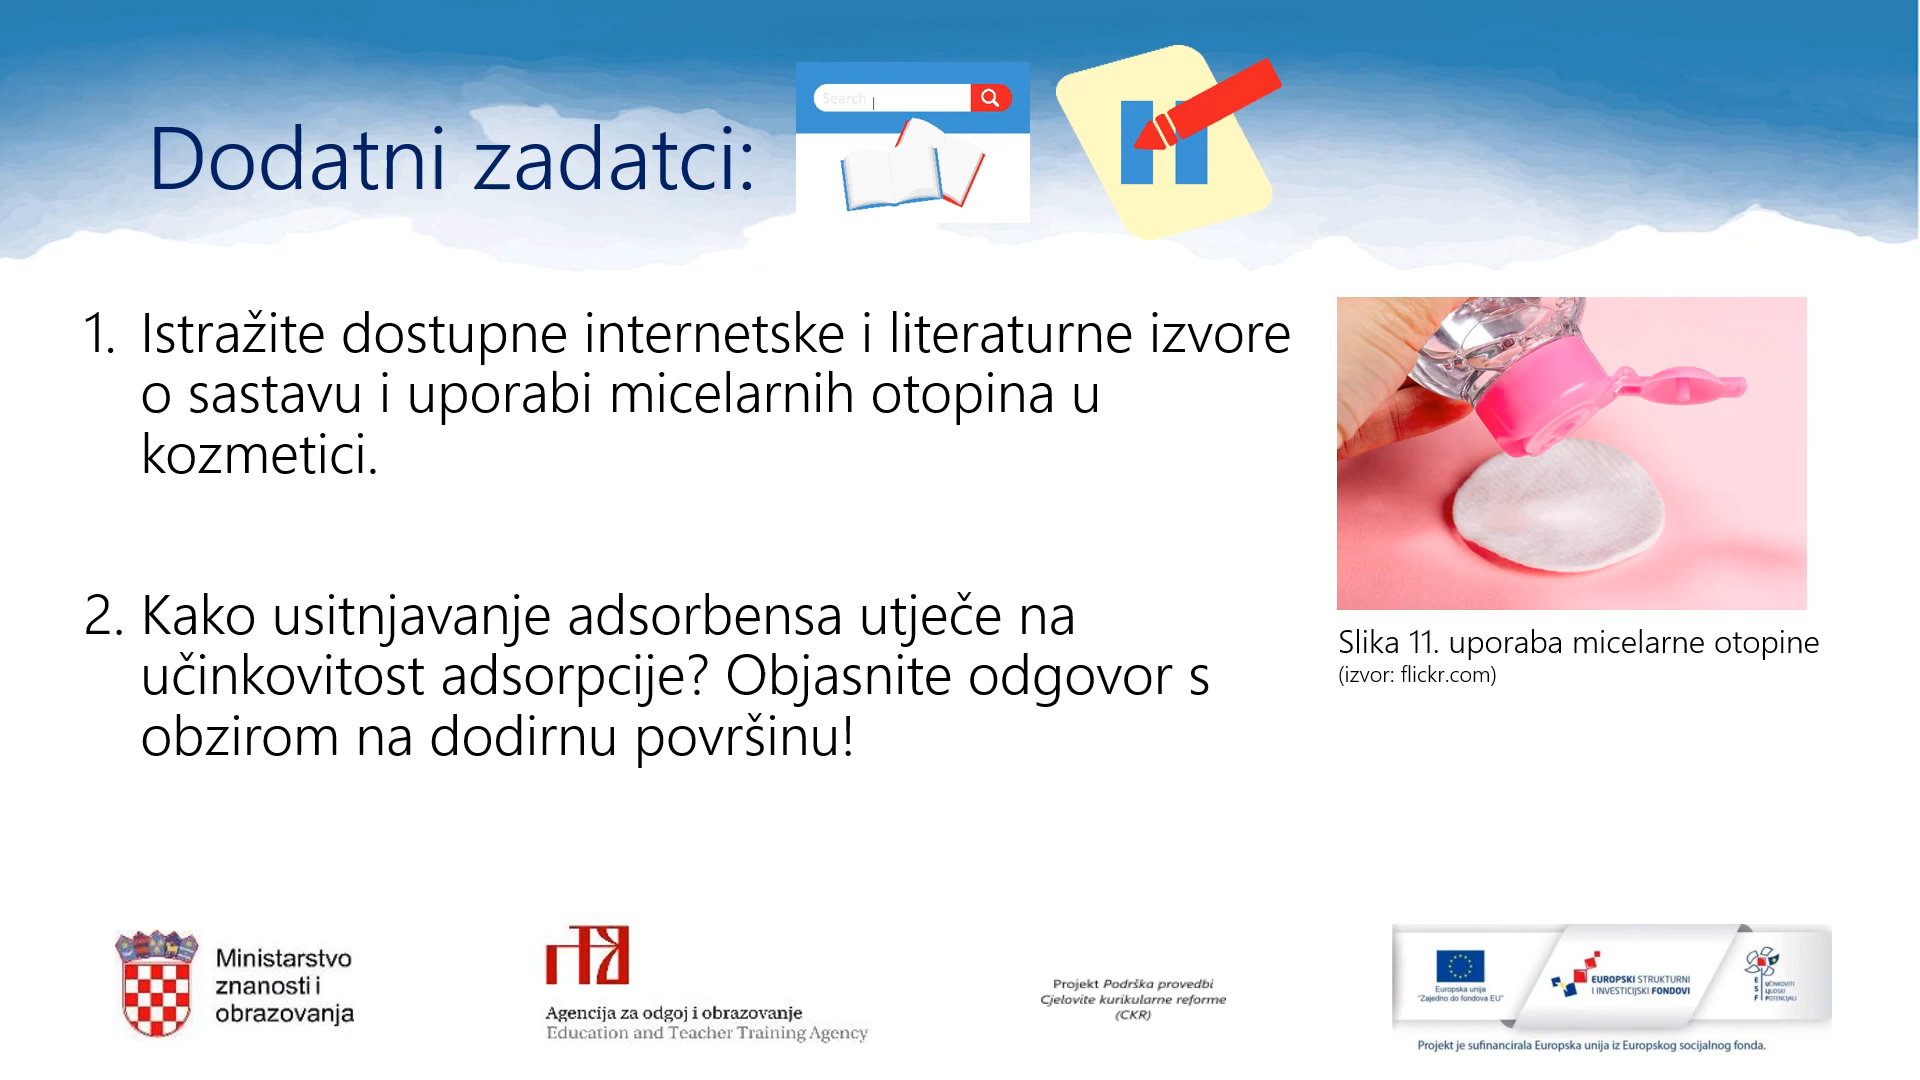 Search
Dodatni zadatci:
1. Istražite dostupne internetske i literaturne izvore
o sastavu i uporabi micelarnih otopina u
kozmetici.
2. Kako usitnjavanje adsorbensa utječe na
učinkovitost adsorpcije? Objasnite odgovor s
obzirom na dodirnu površinu!
Slika 11. uporaba micelarne otopine
(izvor: flickr.com)
Ministarstvo
znanosti i
obrazovanja
Agencija za odgoj i obrazovanje
Education and Teacher Training Agency
Projekt Podrška provedbi
Cjelovite kurikularne reforme
(CKR)
Europska unija
"Zajedno do fondova EU"
EUROPSKI STRUKTURNI
I INVESTICIJSKI FONDOVI
ESF
UČINKOVITI
LJUDSKI
POTENCIJALI
Projekt je sufinancirala Europska unija iz Europskog socijalnog fonda.